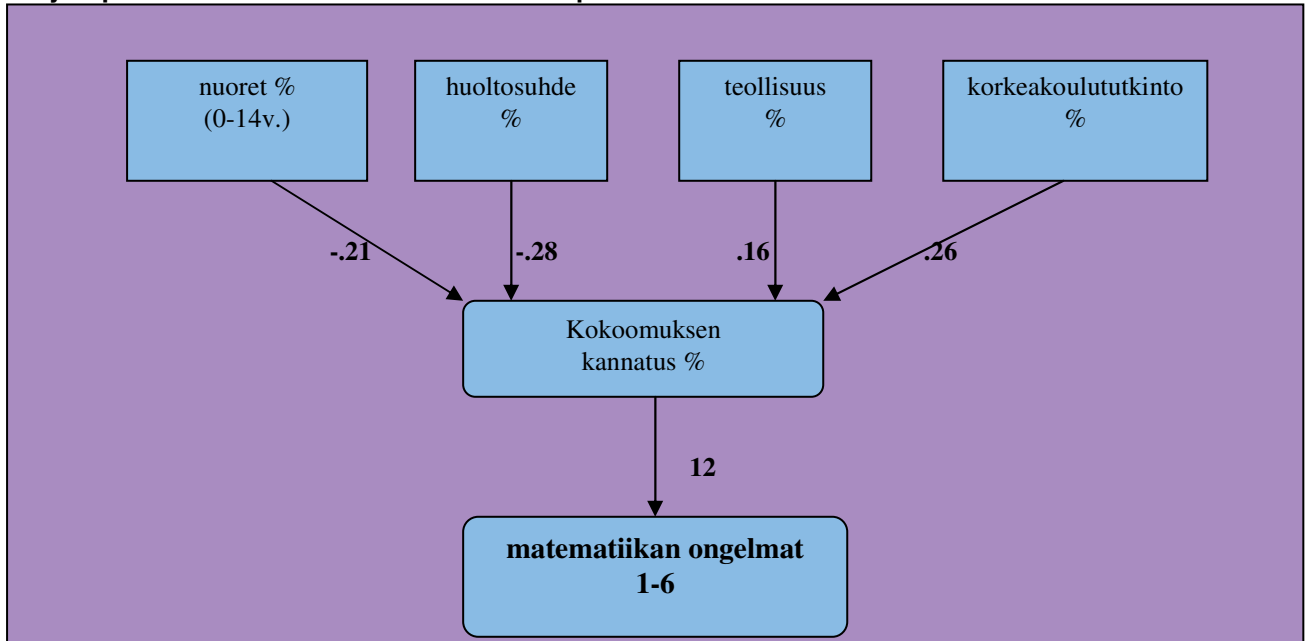 nuoret %
(0-14v.)
huoltosuhde
%
teollisuus
%
korkeakoulututkinto
%
-.21
-.28
.16
.26
Kokoomuksen
kannatus %
12
matematiikan ongelmat
1-6